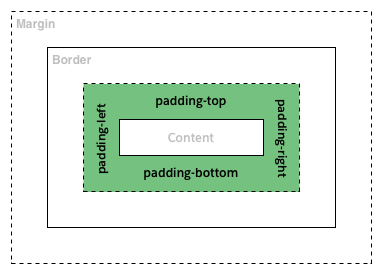 Margin
Border
padding-top
padding-left
Content
padding-right
padding-bottom